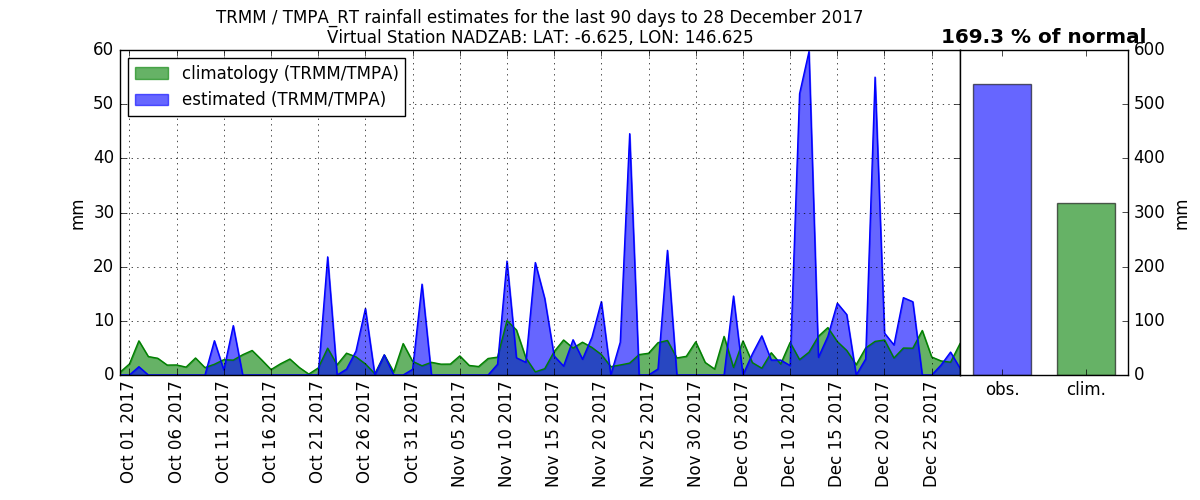 TRMM / TMPA_RT rainfall estimates for the last 90 days to 28 December 2017
Virtual Station NADZAB: LAT: -6.625, LON: 146.625
169.3 % of normal
climatology (TRMM/TMPA)
estimated (TRMM/TMPA)
60
50
40
30
20
10
0
mm
Oct 01 2017
Oct 06 2017
Oct 11 2017
Oct 16 2017
Oct 21 2017
Oct 26 2017
Oct 31 2017
Nov 05 2017
Nov 10 2017
Nov 15 2017
Nov 20 2017
Nov 25 2017
Nov 30 2017
Dec 05 2017
Dec 10 2017
Dec 15 2017
Dec 20 2017
Dec 25 2017
obs.
clim.
600
500
400
300
200
100
0
mm